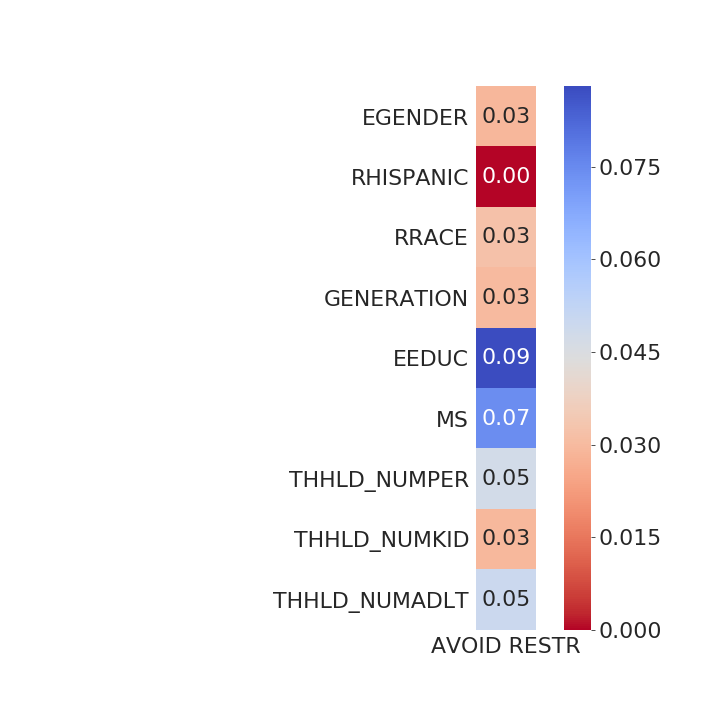 EGENDER 0.03
RHISPANIC 0.00
RRACE 0.03
GENERATION 0.03
EEDUC 0.09
MS 0.07
THHLD_NUMPER 0.05
THHLD_NUMKID 0.03
THHLD_NUMADLT 0.05
AVOID RESTR
0.075
0.060
0.045
0.030
0.015
0.000